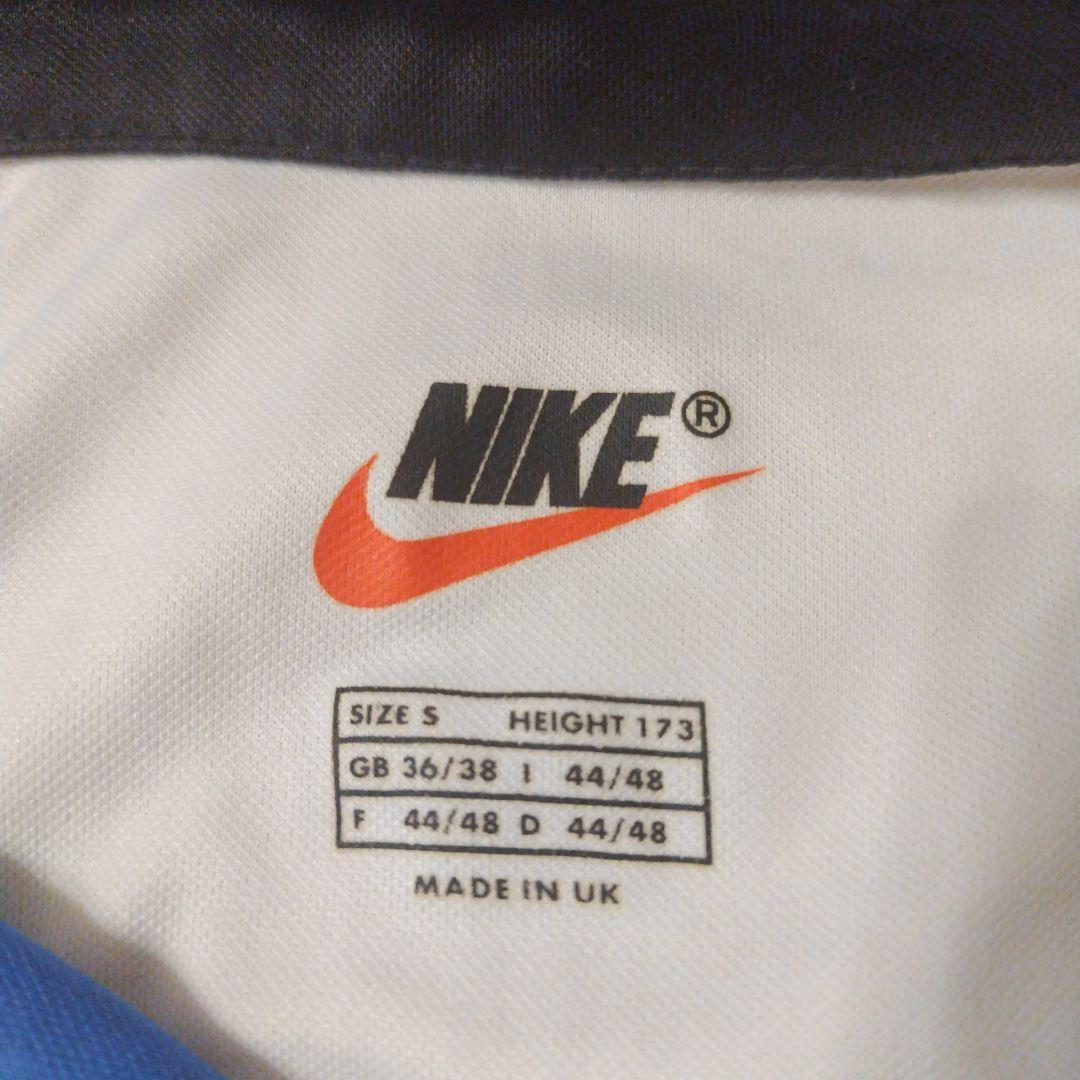 NIKE®
SIZE S HEIGHT 173
GB 36/38 I 44/48
F 44/48 D 44/48
MADE IN UK